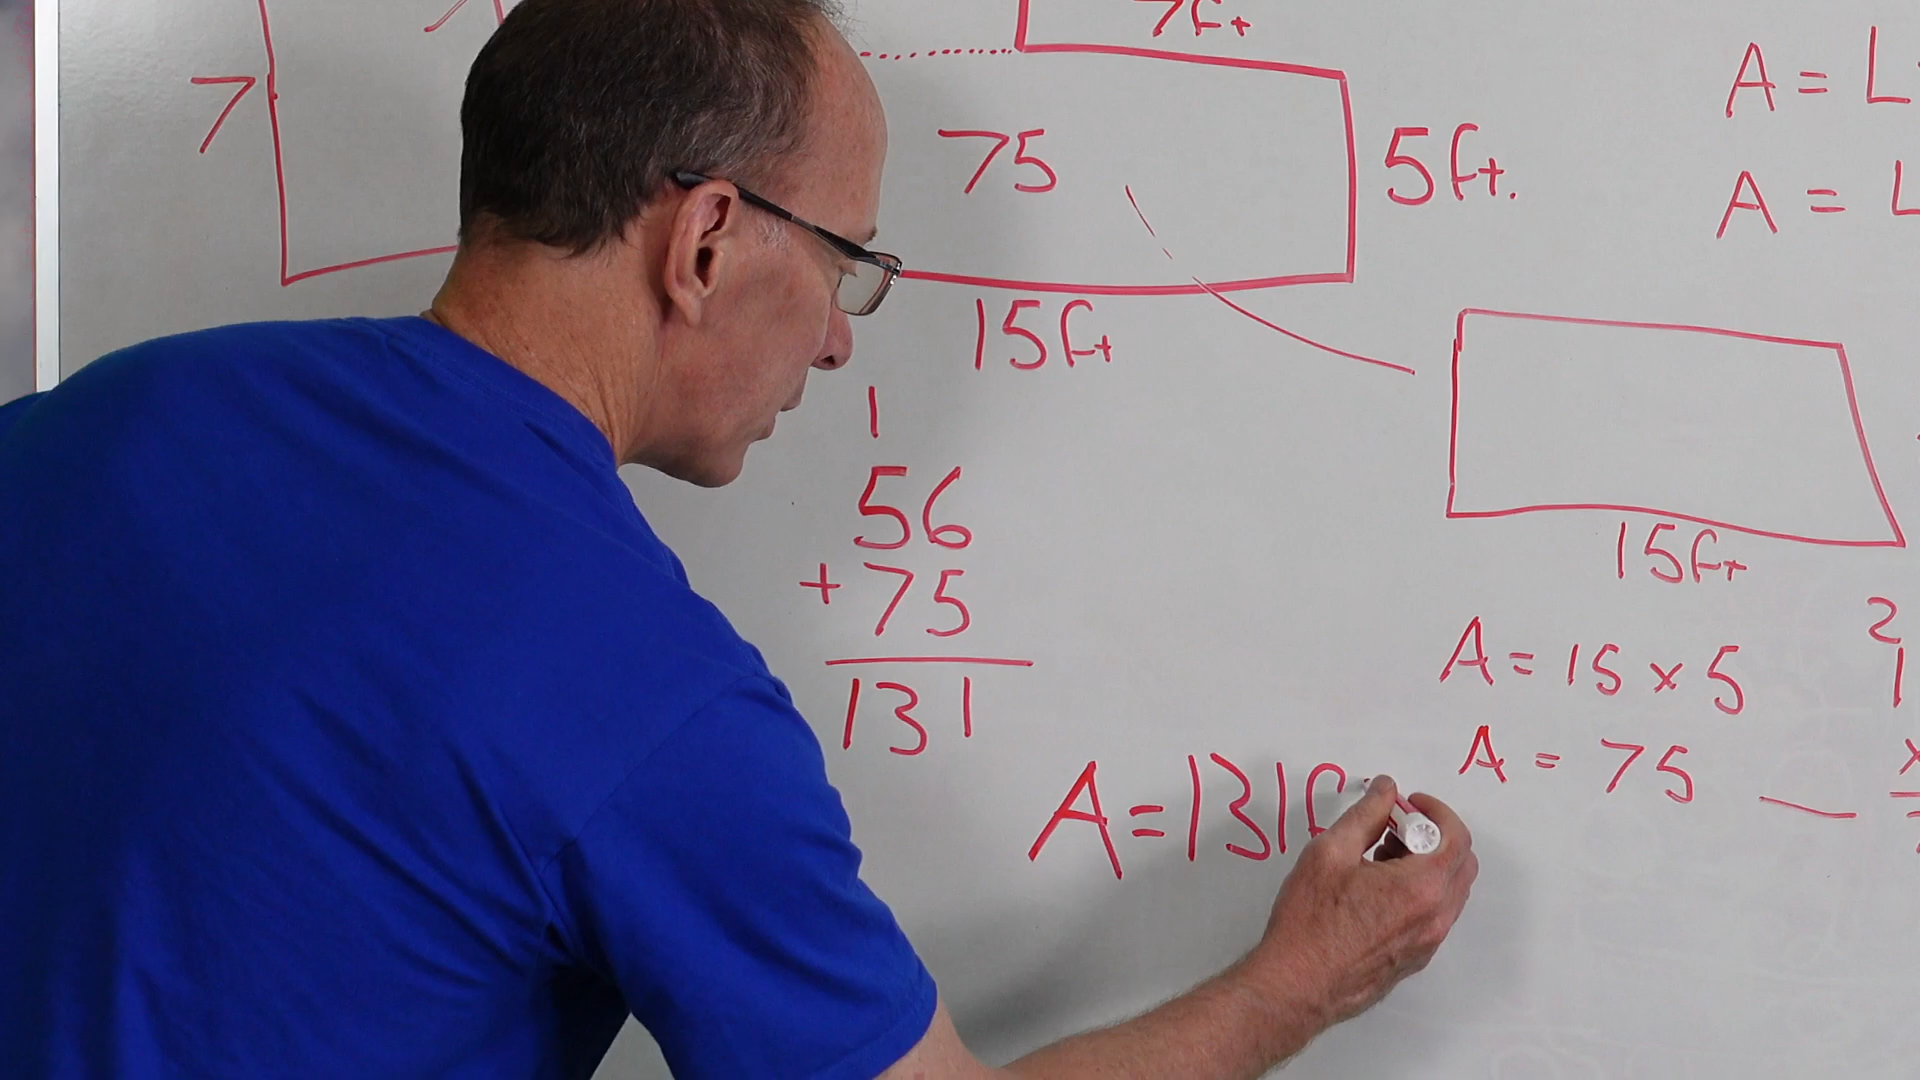 7ft
7
75
5ft.
A = L
A = L
15ft
1
56
+ 75
131
15ft
A = 15 x 5
A = 75
2
1
x
A = 131f